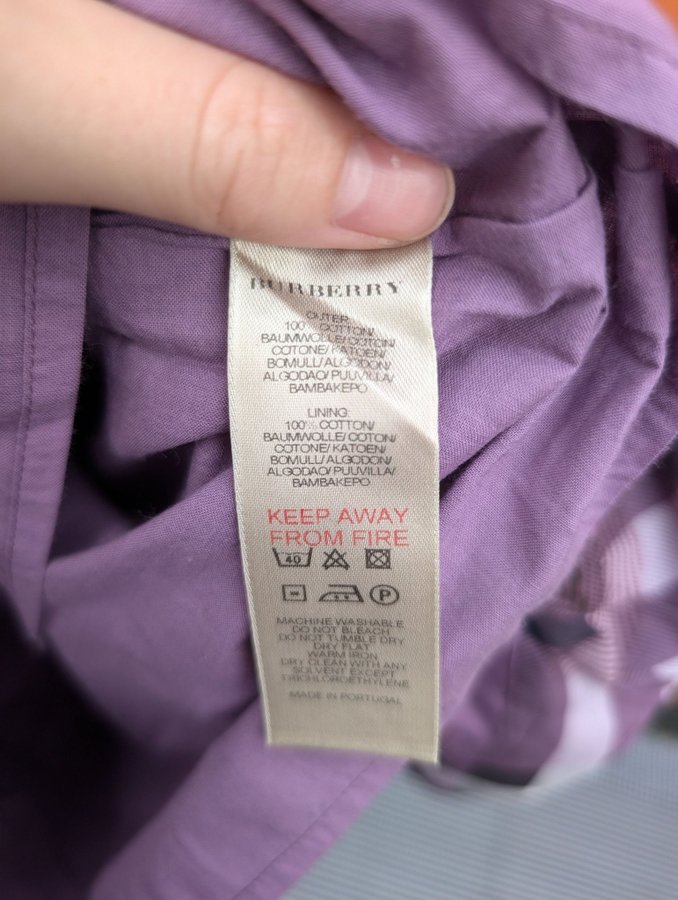 BURBERRY
OUTER:
100% COTTON/
BAUMWOLLE/ COTON/
COTONE/ KATOEN/
BOMULL/ ALGODON/
ALGODAO/ PUUVILLA/
BAMBAKEPO
LINING:
100% COTTON/
BAUMWOLLE/ COTON/
COTONE/ KATOEN/
BOMULL/ ALGODON/
ALGODAO/ PUUVILLA/
BAMBAKEPO
KEEP AWAY
FROM FIRE
40
P
MACHINE WASHABLE
DO NOT BLEACH
DO NOT TUMBLE DRY
DRY FLAT
WARM IRON
DRY CLEAN WITH ANY
SOLVENT EXCEPT
TRICHLOROETHYLENE
MADE IN PORTUGAL